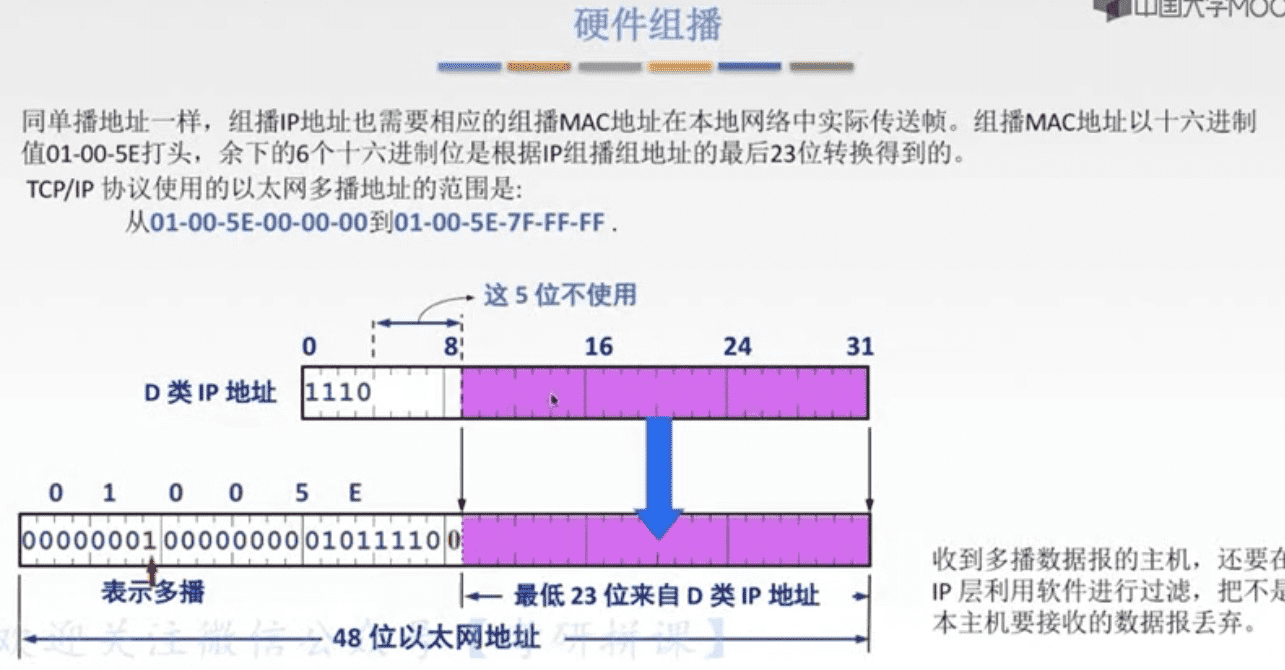 中国大学MOO
硬件组播
同单播地址一样，组播IP地址也需要相应的组播MAC地址在本地网络中实际传送帧。组播MAC地址以十六进制
值01-00-5E打头，余下的6个十六进制位是根据IP组播组地址的最后23位转换得到的。
TCP/IP 协议使用的以太网多播地址的范围是:
从01-00-5E-00-00-00到01-00-5E-7F-FF-FF .
这 5 位不使用
0 8 16 24 31
D 类 IP 地址 1110
0 1 0 0 5 E
00000001 00000000 01011110 0
表示多播
最低 23 位来自 D 类 IP 地址
48 位以太网地址
收到多播数据报的主机，还要在
IP 层利用软件进行过滤，把不是
本主机要接收的数据报丢弃。
欢迎关注微信公众号【考研拼课】